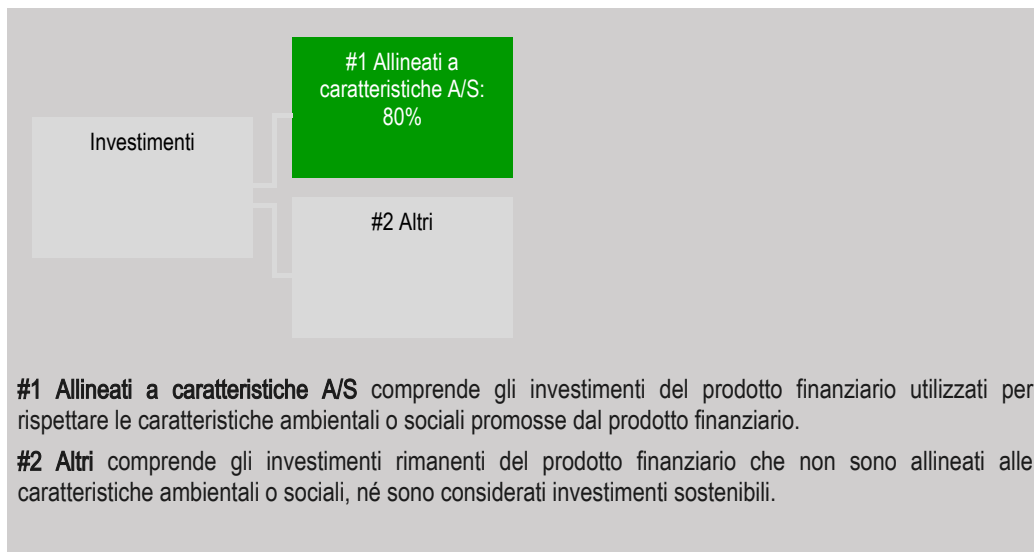 #1 Allineati a
caratteristiche A/S:
80%
Investimenti
#2 Altri
#1 Allineati a caratteristiche A/S comprende gli investimenti del prodotto finanziario utilizzati per
rispettare le caratteristiche ambientali o sociali promosse dal prodotto finanziario.
#2 Altri comprende gli investimenti rimanenti del prodotto finanziario che non sono allineati alle
caratteristiche ambientali o sociali, né sono considerati investimenti sostenibili.